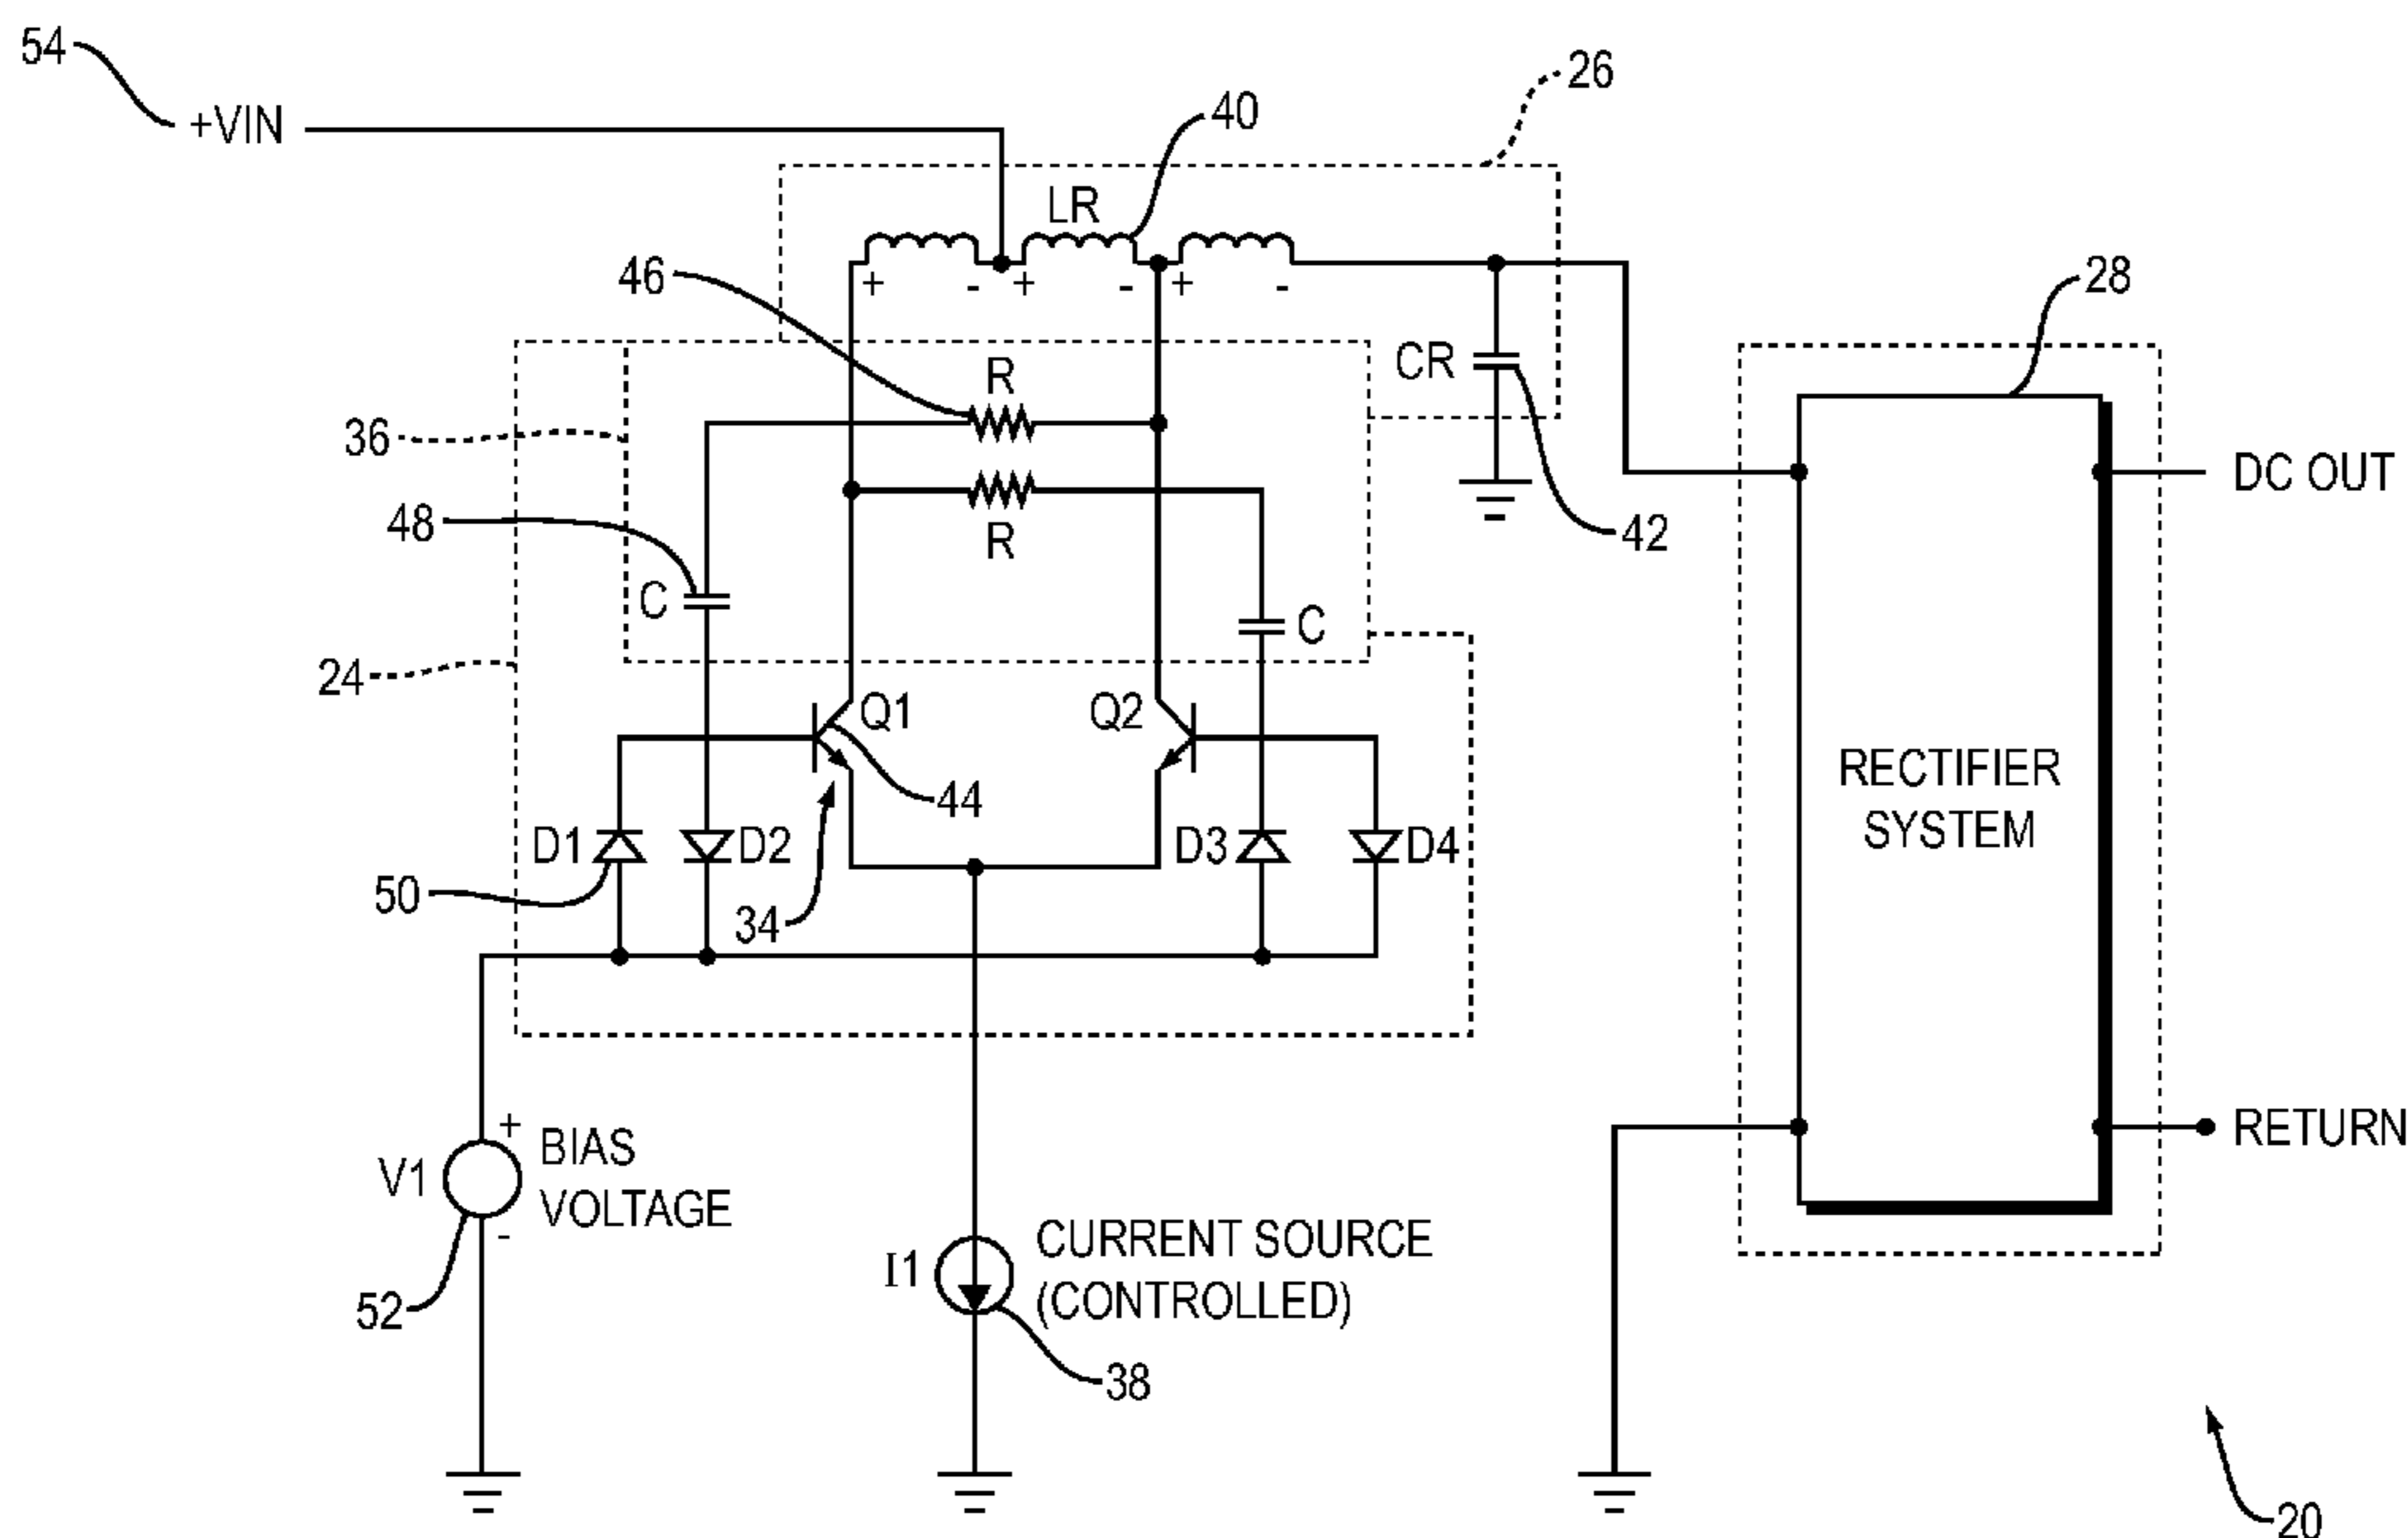 54
+VIN
26
40
LR
46
+
-
+
-
+
-
28
R
CR
36
DC OUT
48
R
42
C
C
24
Q1
Q2
RECTIFIER
SYSTEM
44
D1
D2
D3
D4
50
34
+
BIAS
VOLTAGE
V1
-
RETURN
52
CURRENT SOURCE
(CONTROLLED)
I1
38
20